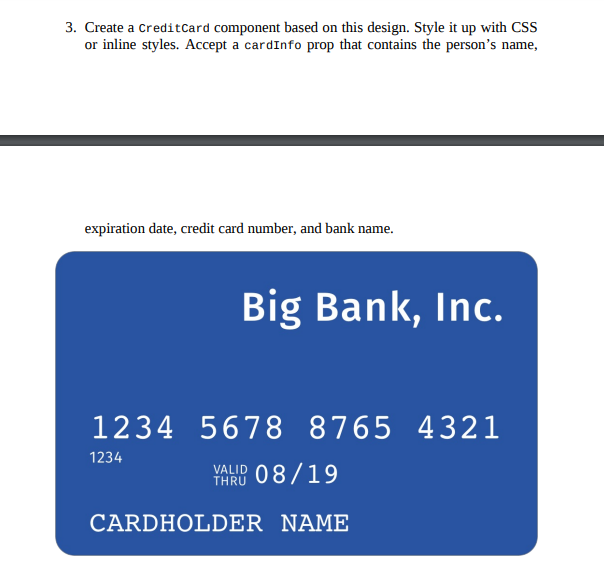 3. Create a CreditCard component based on this design. Style it up with CSS
or inline styles. Accept a cardInfo prop that contains the person’s name,
expiration date, credit card number, and bank name.
Big Bank, Inc.
1234 5678 8765 4321
1234
VALID
THRU 08/19
CARDHOLDER NAME